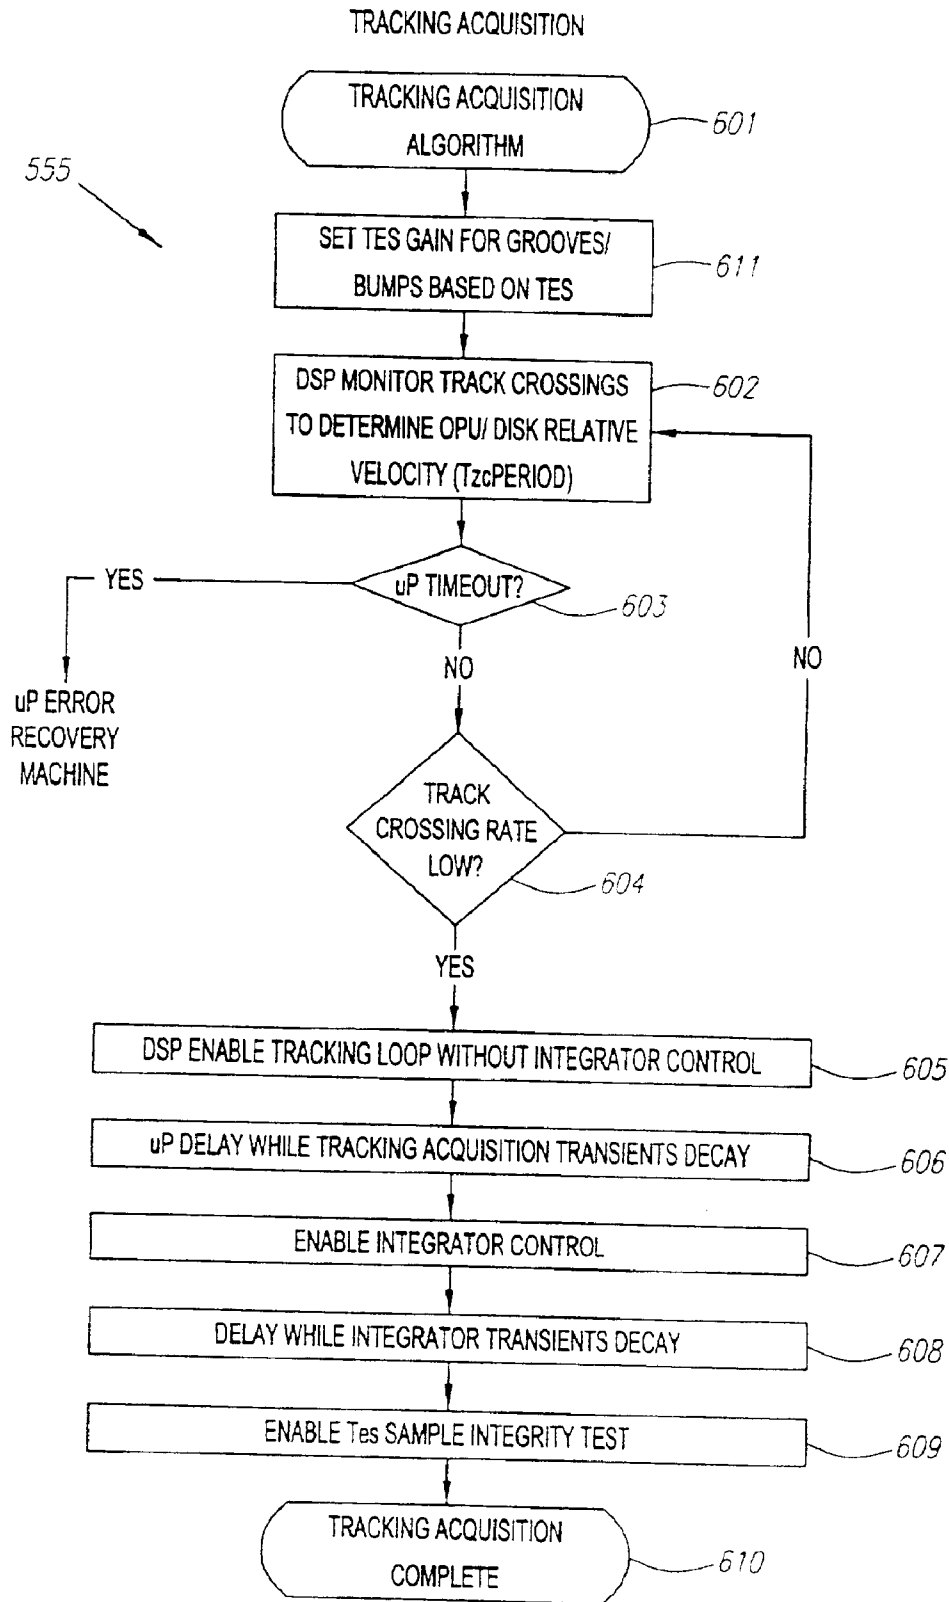 TRACKING ACQUISITION
TRACKING ACQUISITION
ALGORITHM
601
555
SET TES GAIN FOR GROOVES/
BUMPS BASED ON TES
611
DSP MONITOR TRACK CROSSINGS
TO DETERMINE OPU/ DISK RELATIVE
VELOCITY (TzcPERIOD)
602
uP TIMEOUT?
603
YES
uP ERROR
RECOVERY
MACHINE
NO
NO
TRACK
CROSSING RATE
LOW?
604
YES
DSP ENABLE TRACKING LOOP WITHOUT INTEGRATOR CONTROL
605
uP DELAY WHILE TRACKING ACQUISITION TRANSIENTS DECAY
606
ENABLE INTEGRATOR CONTROL
607
DELAY WHILE INTEGRATOR TRANSIENTS DECAY
608
ENABLE Tes SAMPLE INTEGRITY TEST
609
TRACKING ACQUISITION
COMPLETE
610